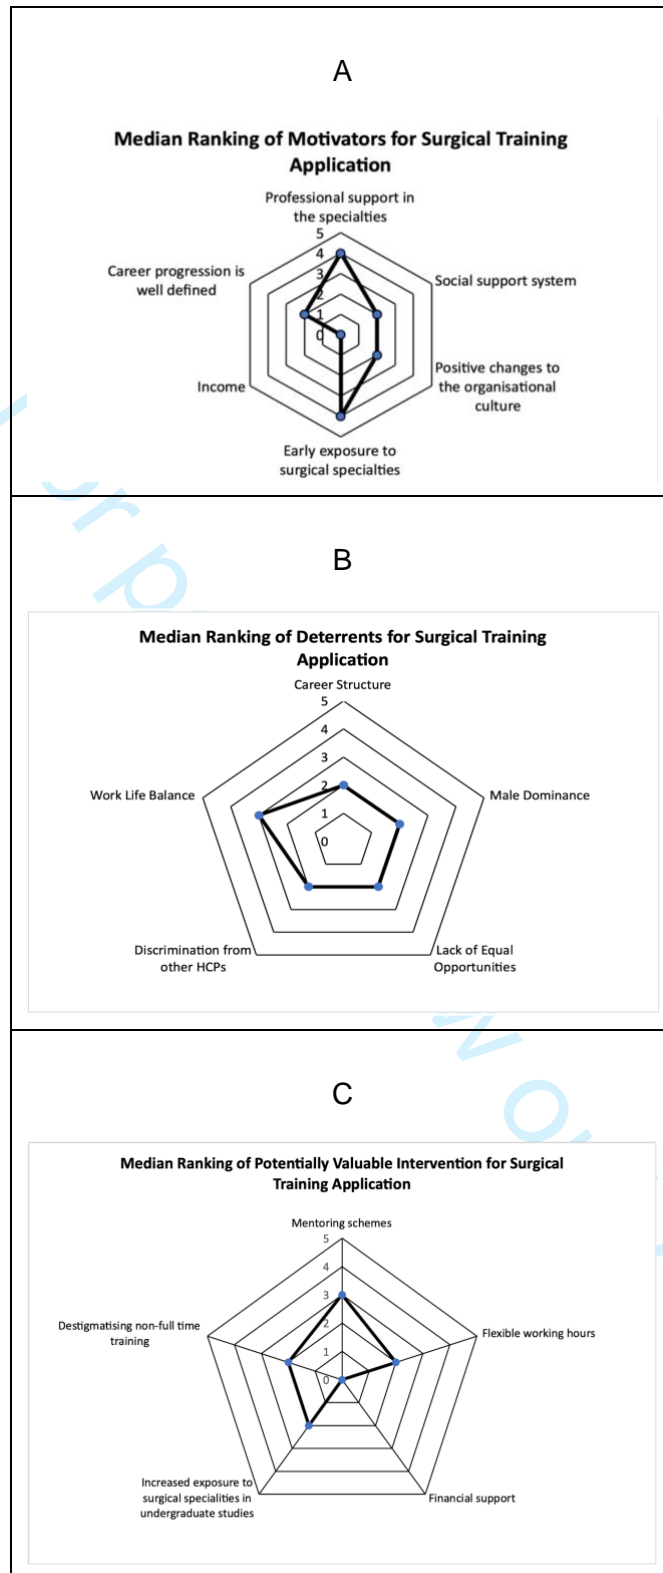 A
Median Ranking of Motivators for Surgical Training
Application
Professional support in
the specialties
5
4
3
2
1
0
Career progression is
well defined
Social support system
Income
Positive changes to
the organisational
culture
Early exposure to
surgical specialties
B
Median Ranking of Deterrents for Surgical Training
Application
Career Structure
5
4
3
2
1
0
Work Life Balance
Male Dominance
Discrimination from
other HCPs
Lack of Equal
Opportunities
C
Median Ranking of Potentially Valuable Intervention for Surgical
Training Application
Mentoring schemes
5
4
3
2
1
0
Destigmatising non-full time
training
Flexible working hours
Increased exposure to
surgical specialities in
undergraduate studies
Financial support